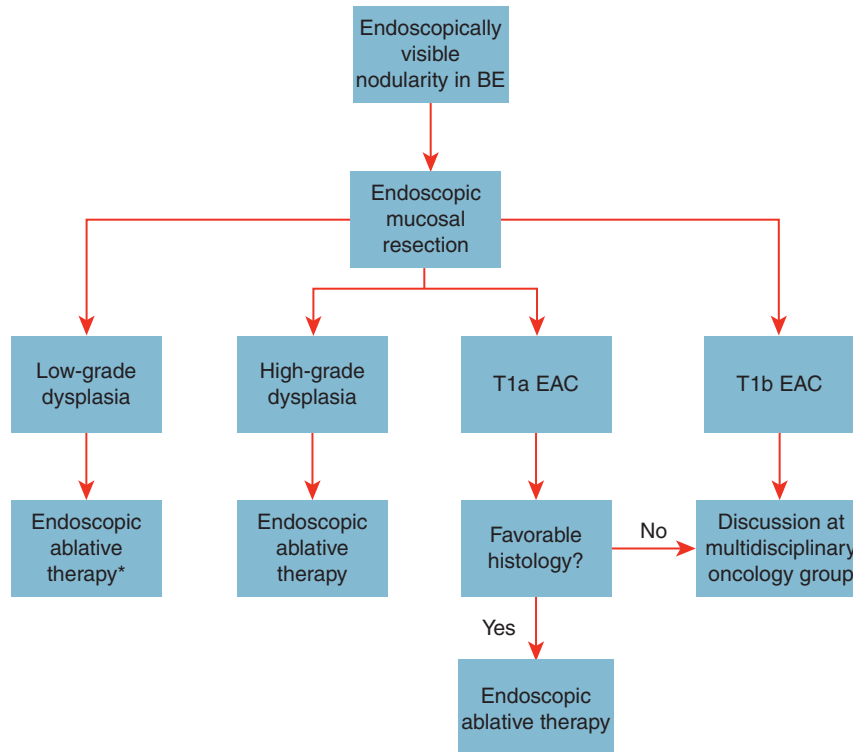 Endoscopically
visible
nodularity in BE
Endoscopic
mucosal
resection
Low-grade
dysplasia
High-grade
dysplasia
T1a EAC
T1b EAC
Endoscopic
ablative
therapy*
Endoscopic
ablative
therapy
Favorable
histology?
No
Discussion at
multidisciplinary
oncology group
Yes
Endoscopic
ablative therapy